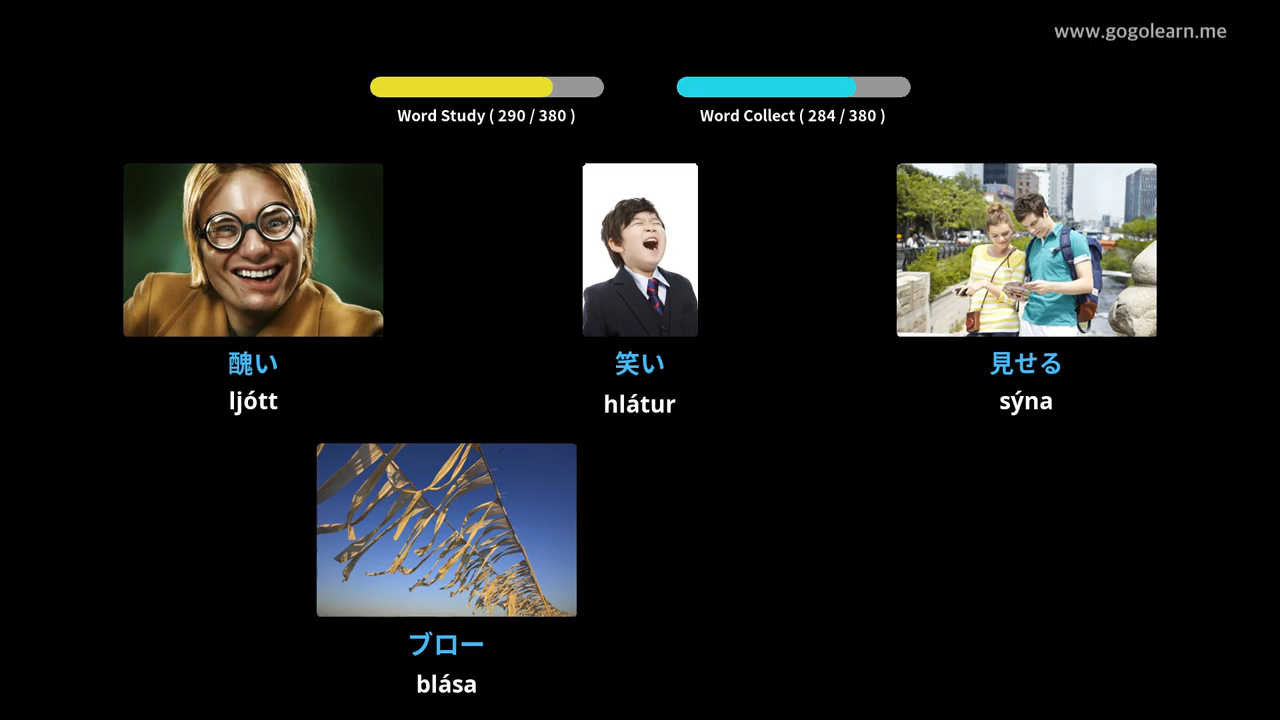 www.gogolearn.me
Word Study ( 290 / 380 )
Word Collect ( 284 / 380 )
醜い
ljótt
笑い
hlátur
見せる
sýna
ブロー
blása